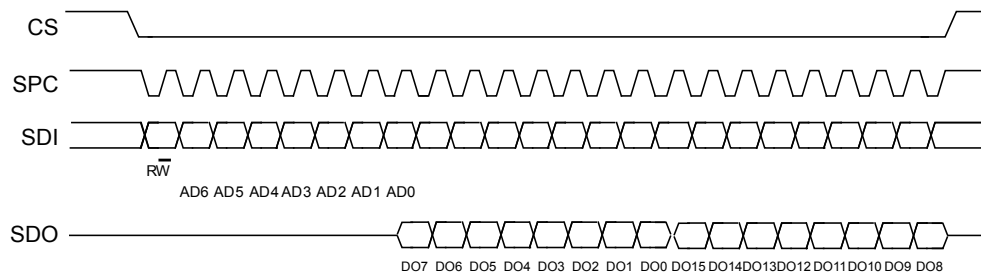 CS
SPC
SDI
RW
AD6 AD5 AD4 AD3 AD2 AD1 AD0
SDO
DO7 DO6 DO5 DO4 DO3 DO2 DO1 DO0 DO15 DO14 DO13 DO12 DO11 DO10 DO9 DO8